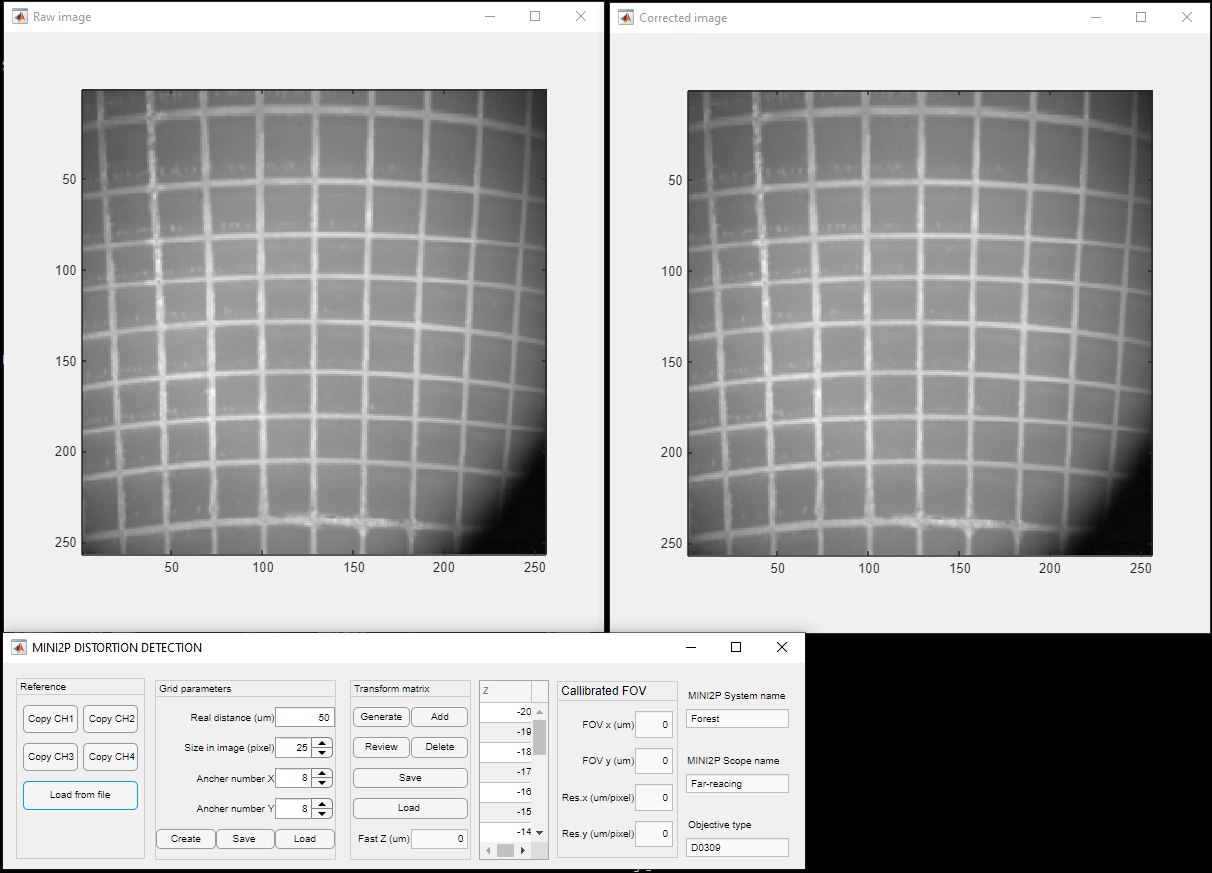 Raw image
Corrected image
50
100
150
200
250
50
100
150
200
250
50
100
150
200
250
50
100
150
200
250
MINI2P DISTORTION DETECTION
Reference
Copy CH1
Copy CH2
Copy CH3
Copy CH4
Load from file
Grid parameters
Real distance (um)
50
Size in image (pixel)
25
Ancher number X
8
Ancher number Y
8
Create
Save
Load
Transform matrix
Generate
Add
Review
Delete
Save
Load
Fast Z (um)
0
Z
-20
-19
-18
-17
-16
-15
-14
Callibrated FOV
FOV x (um)
0
FOV y (um)
0
Res.x (um/pixel)
0
Res.y (um/pixel)
0
MINI2P System name
Forest
MINI2P Scope name
Far-reacing
Objective type
D0309